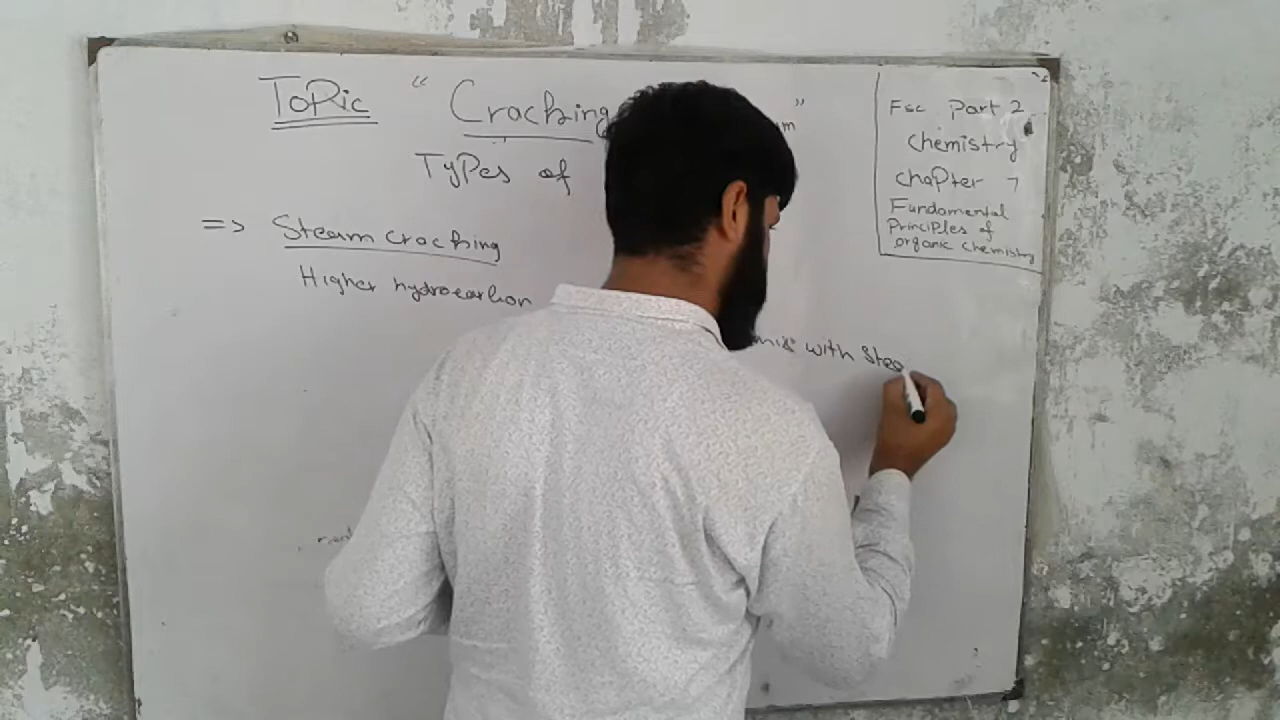 ToPic " Cracking "
TyPes of
=> Steam cracking
Higher hydrocarbon
mix with Stea
Fsc Part 2
chemistry
chaPter 7
Fundamental
PrinciPles of
organic chemistry